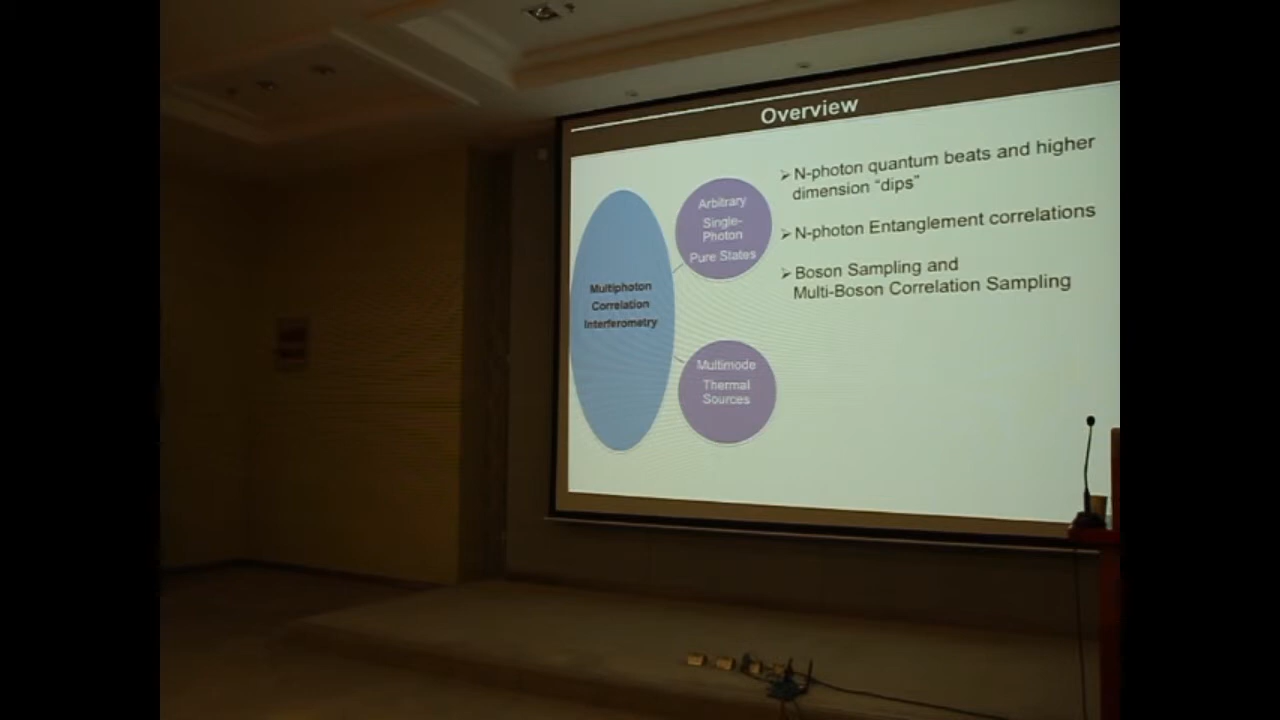 Overview
Multiphoton
Correlation
Interferometry
Arbitrary
Single-
Photon
Pure States
Multimode
Thermal
Sources
➢ N-photon quantum beats and higher
dimension “dips”
➢ N-photon Entanglement correlations
➢ Boson Sampling and
Multi-Boson Correlation Sampling